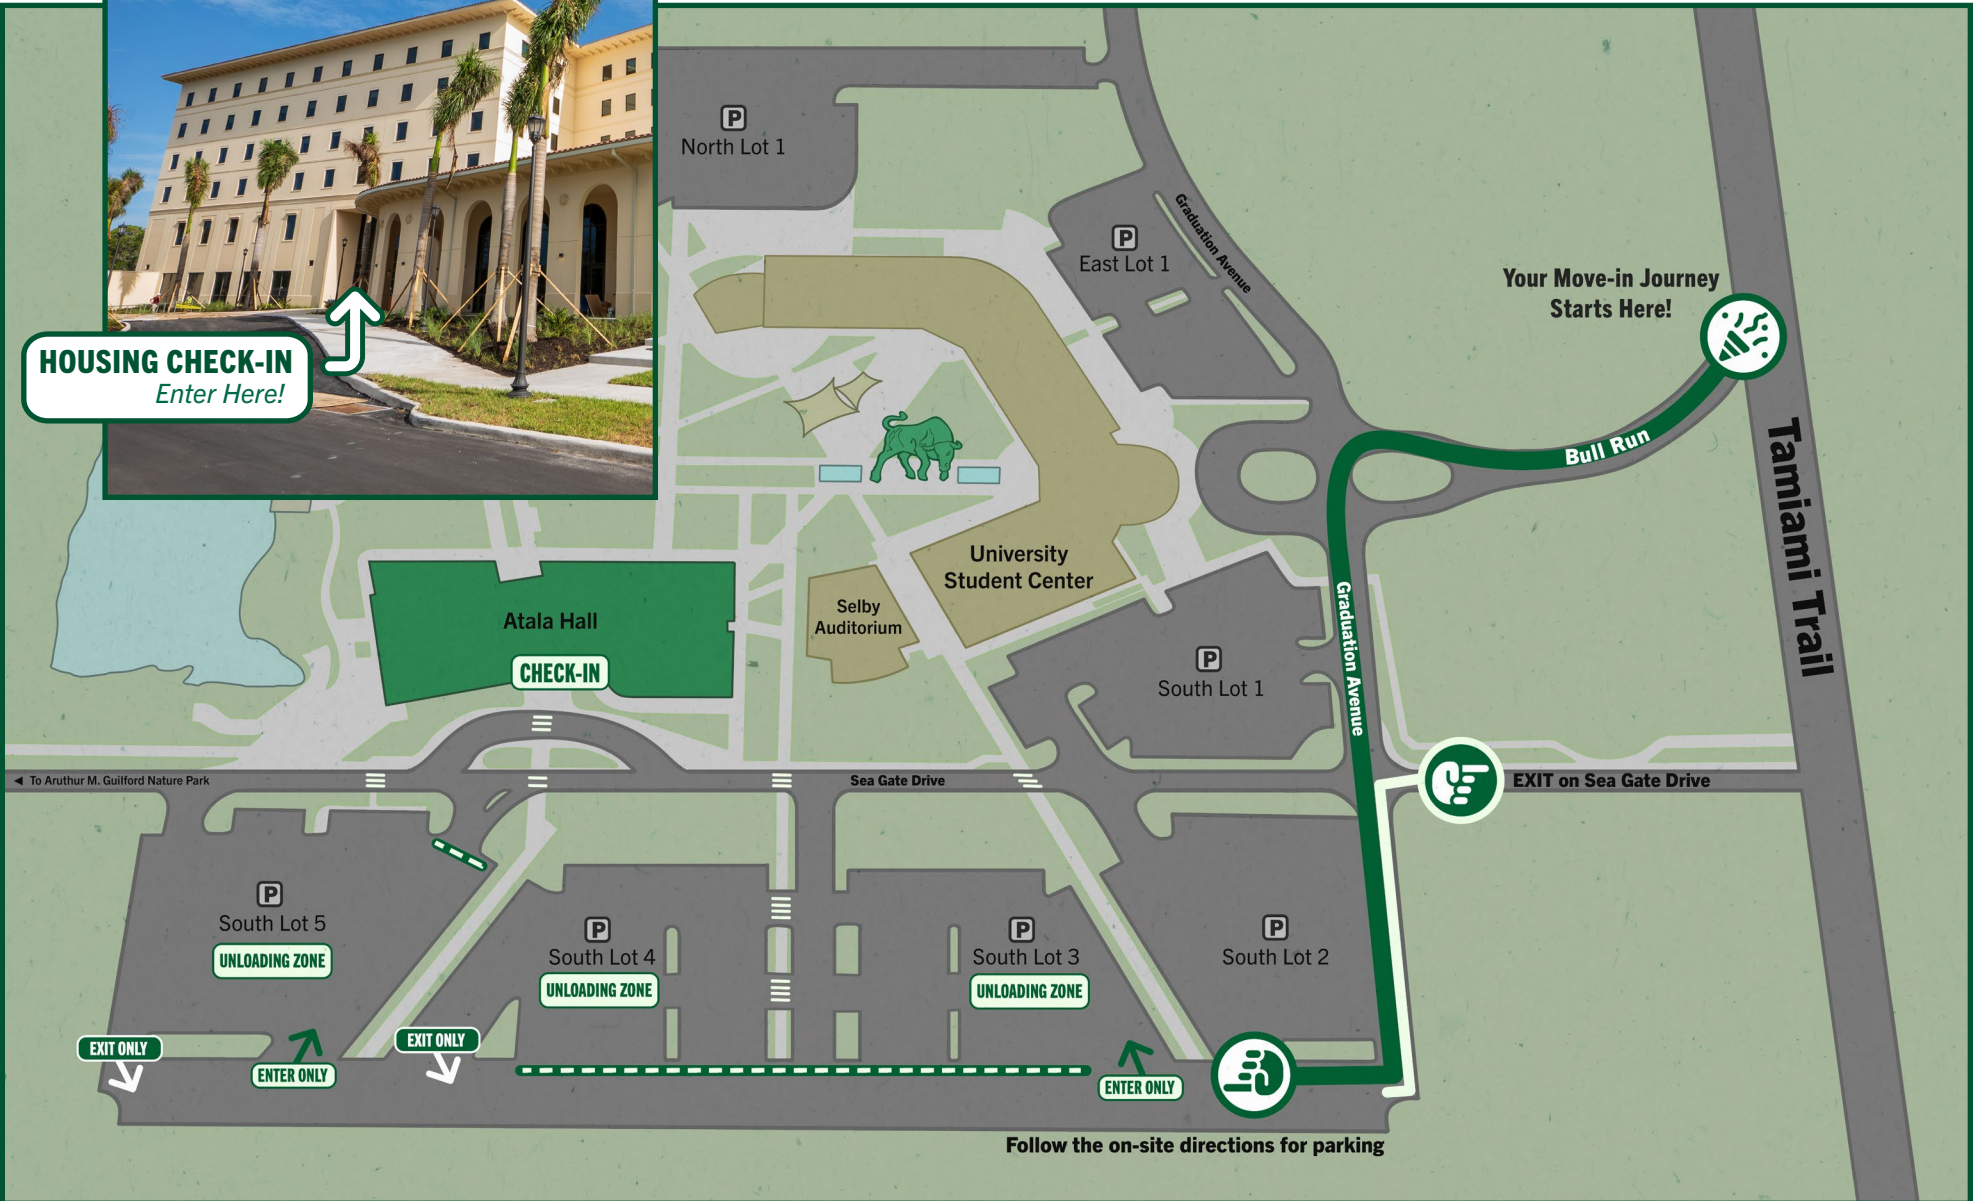 HOUSING CHECK-IN
Enter Here!
P
North Lot 1
P
East Lot 1
Graduation Avenue
Your Move-in Journey
Starts Here!
Bull Run
Tamiami Trail
University
Student Center
Selby
Auditorium
Atala Hall
CHECK-IN
P
South Lot 1
Graduation Avenue
◄ To Aruthur M. Guilford Nature Park
Sea Gate Drive
EXIT on Sea Gate Drive
P
South Lot 5
UNLOADING ZONE
P
South Lot 4
UNLOADING ZONE
P
South Lot 3
UNLOADING ZONE
P
South Lot 2
EXIT ONLY
ENTER ONLY
EXIT ONLY
ENTER ONLY
Follow the on-site directions for parking